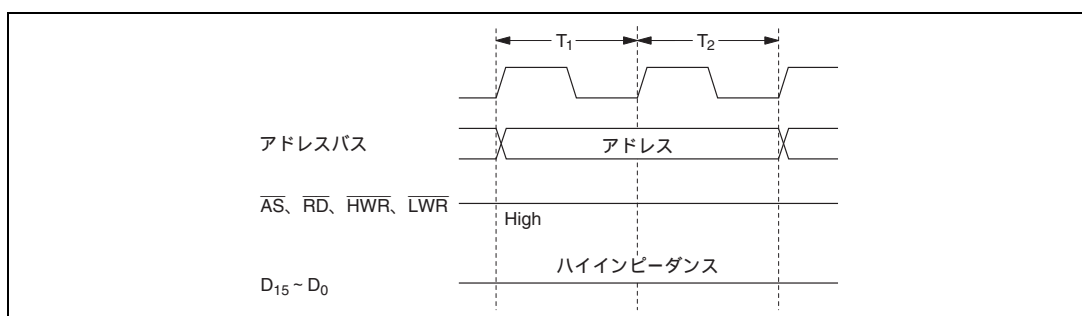 T1 T2
アドレスバス アドレス
AS、RD、HWR、LWR
High
ハイインピーダンス
D15 ~ D0